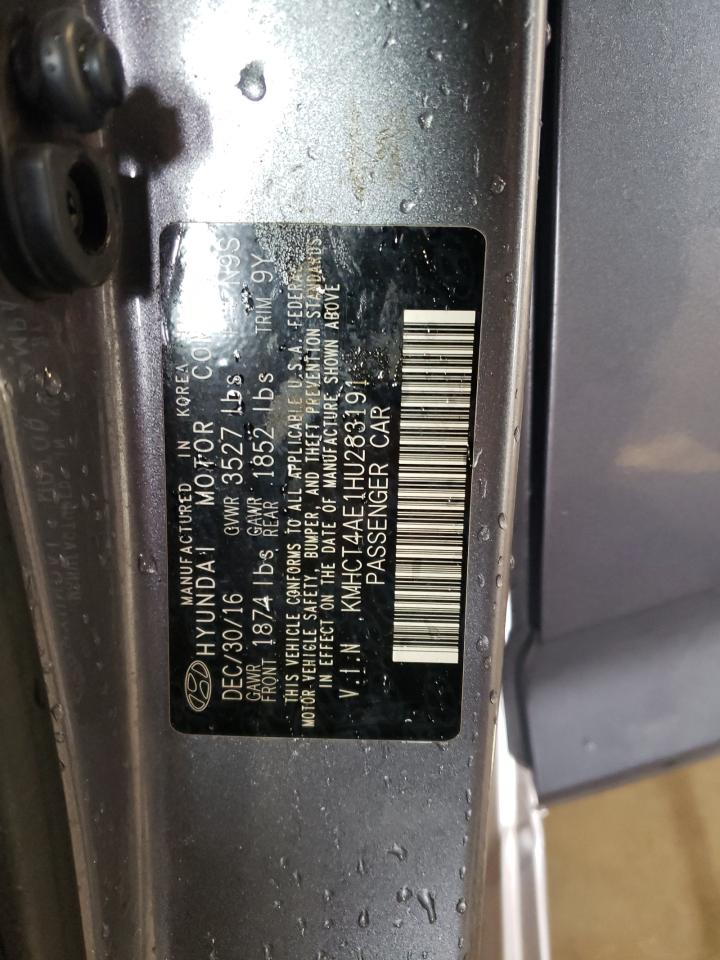 MANUFACTURED IN KOREA
HYUNDAI MOTOR
DEC/30/16 GVWR 3527 lbs N9S
GAWR FRONT 1874 lbs GAWR REAR 1852 lbs TRIM 9Y
THIS VEHICLE CONFORMS TO ALL APPLICABLE U.S.A. FEDERAL
MOTOR VEHICLE SAFETY, BUMPER, AND THEFT PREVENTION STANDARDS
IN EFFECT ON THE DATE OF MANUFACTURE SHOWN ABOVE
V.I.N KMHCT4AE1HU283191
PASSENGER CAR